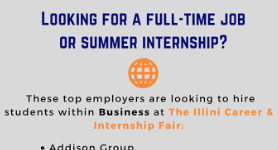 LOOKING FOR A FULL-TIME JOB
OR SUMMER INTERNSHIP?
These top employers are looking to hire
students within Business at The Illini Career &
Internship Fair:
• Addison Group